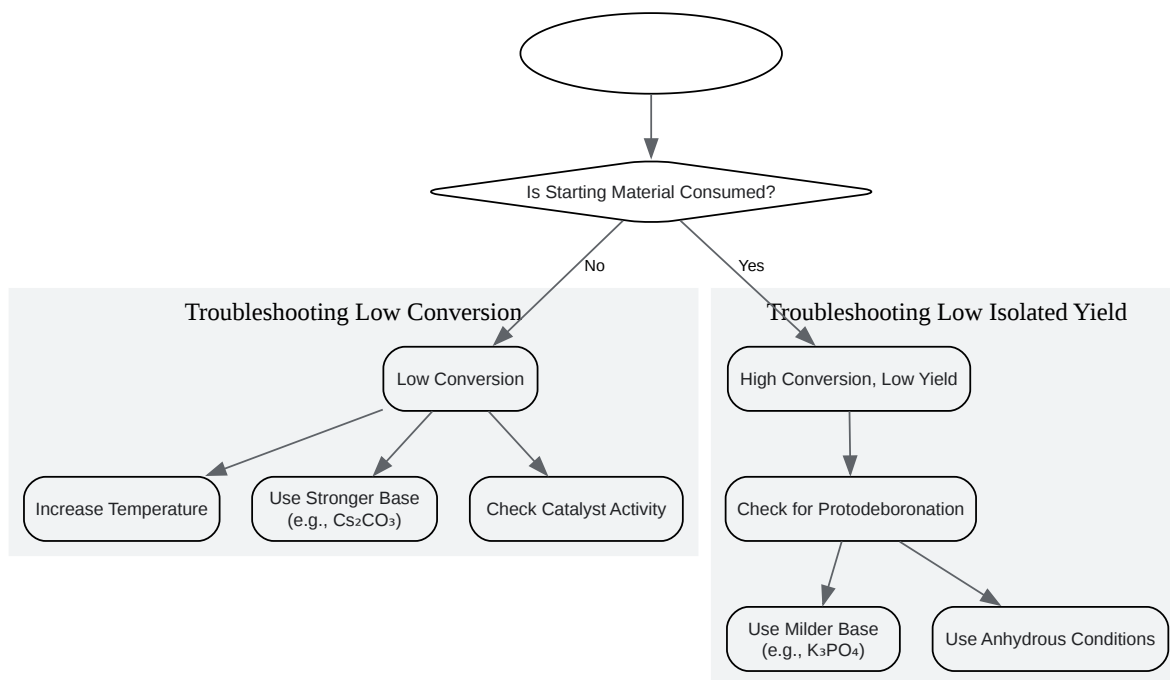 Is Starting Material Consumed?
No
Yes
Troubleshooting Low Conversion
Troubleshooting Low Isolated Yield
Low Conversion
High Conversion, Low Yield
Increase Temperature
Use Stronger Base
(e.g., Cs₂CO₃)
Check Catalyst Activity
Check for Protodeboronation
Use Milder Base
(e.g., K₃PO₄)
Use Anhydrous Conditions